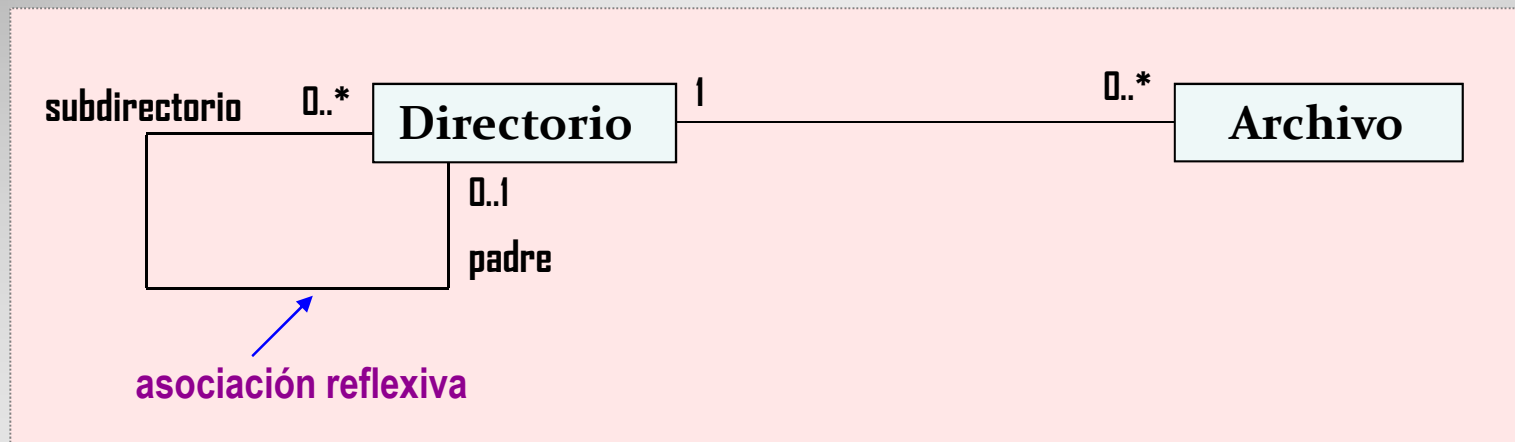 subdirectorio 0..* Directorio 1 0..* Archivo
0..1
padre
asociación reflexiva